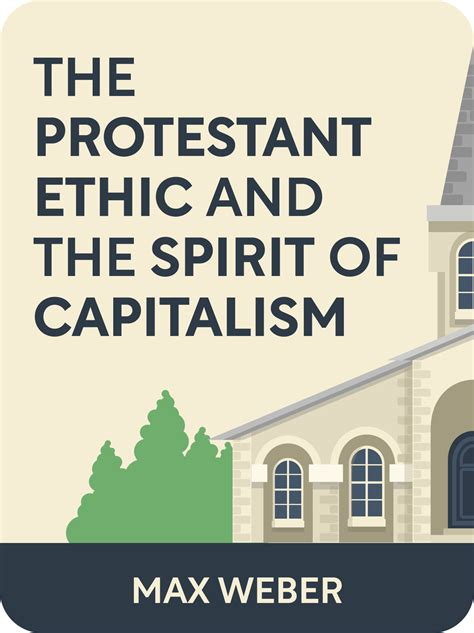 THE
PROTESTANT
ETHIC AND
THE SPIRIT OF
CAPITALISM
MAX WEBER